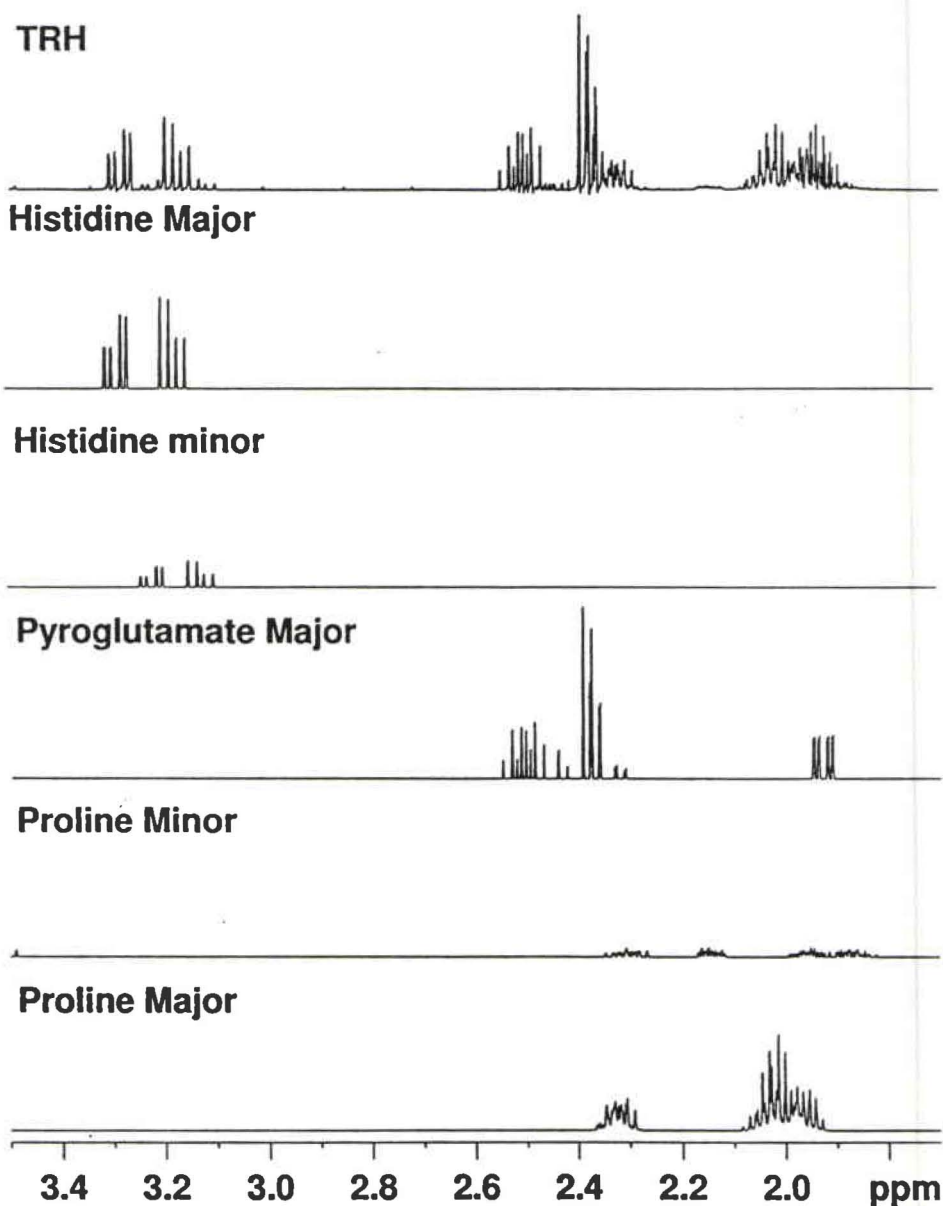 TRH
Histidine Major
Histidine minor
Pyroglutamate Major
Proline Minor
Proline Major
3.4 3.2 3.0 2.8 2.6 2.4 2.2 2.0 ppm